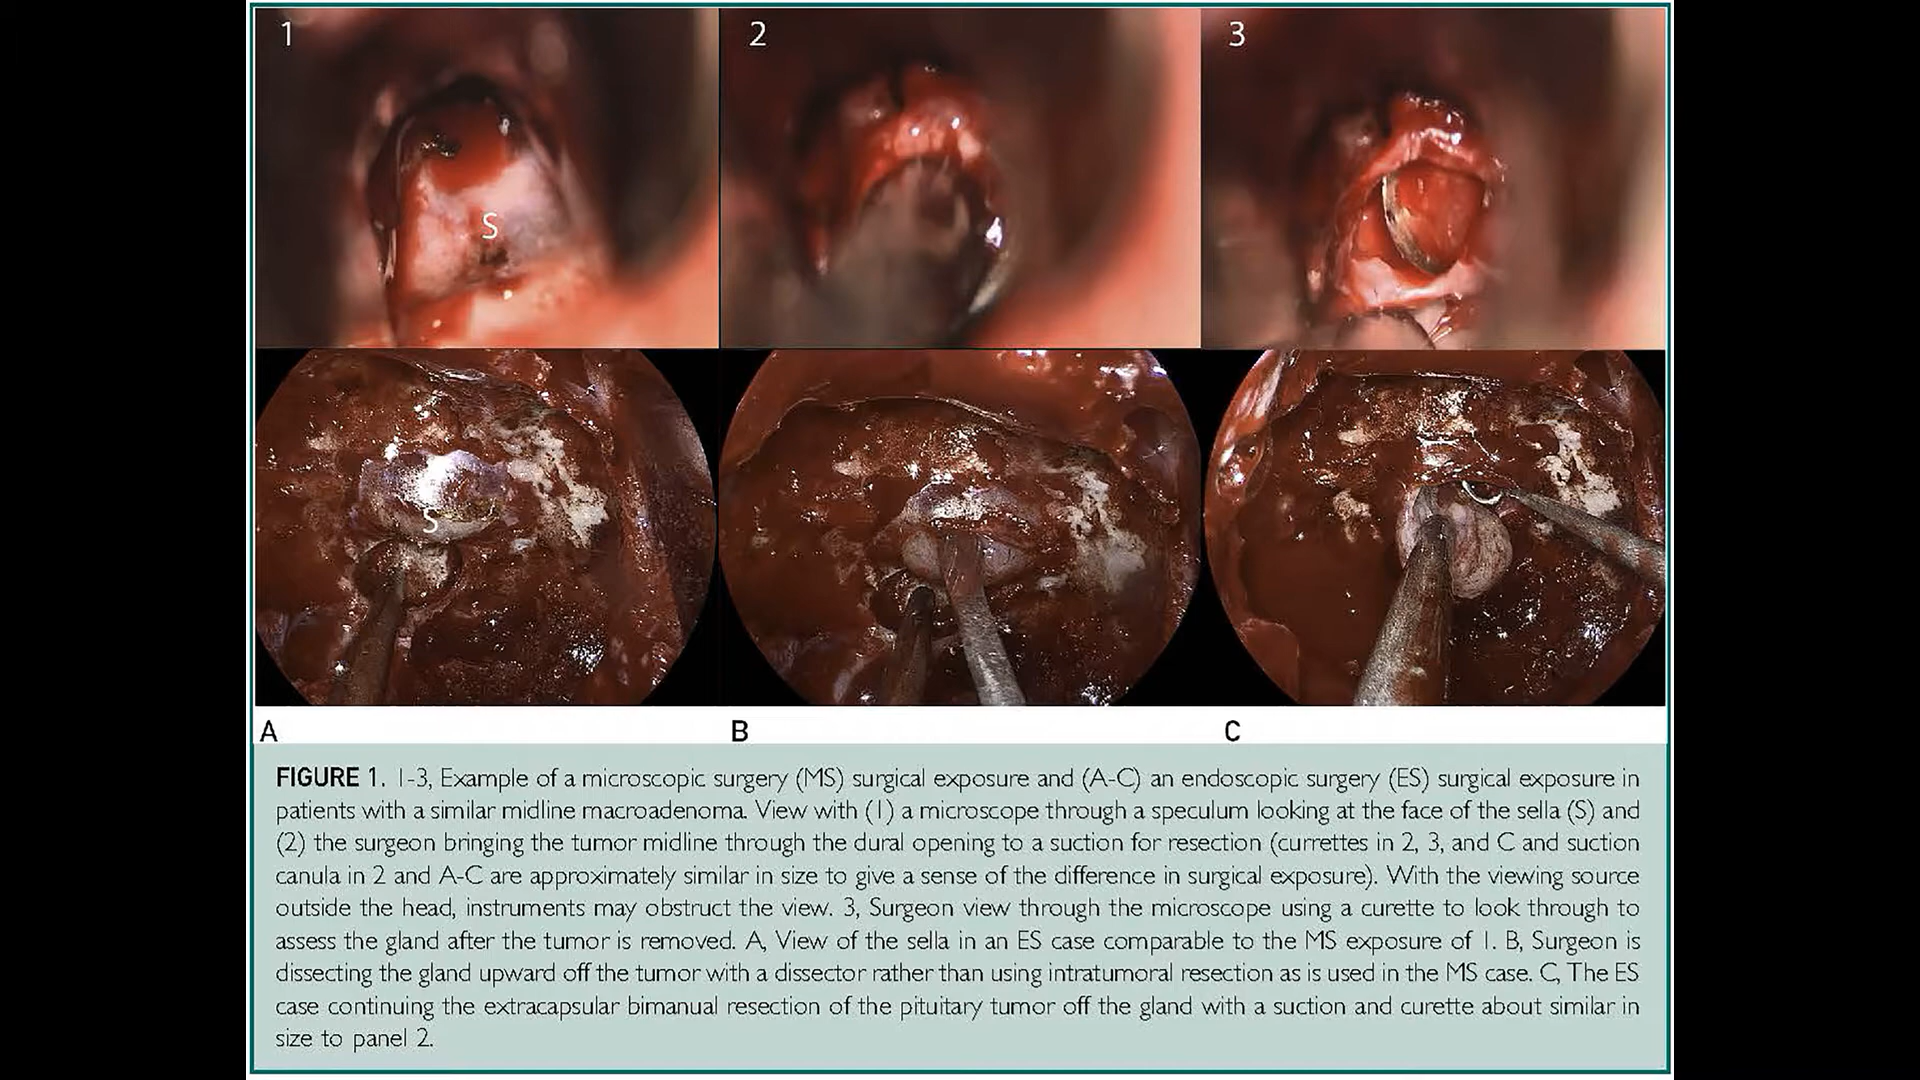 1
2
3
S
S
A
B
C
FIGURE 1. 1-3, Example of a microscopic surgery (MS) surgical exposure and (A-C) an endoscopic surgery (ES) surgical exposure in
patients with a similar midline macroadenoma. View with (1) a microscope through a speculum looking at the face of the sella (S) and
(2) the surgeon bringing the tumor midline through the dural opening to a suction for resection (currettes in 2, 3, and C and suction
canula in 2 and A-C are approximately similar in size to give a sense of the difference in surgical exposure). With the viewing source
outside the head, instruments may obstruct the view. 3, Surgeon view through the microscope using a curette to look through to
assess the gland after the tumor is removed. A, View of the sella in an ES case comparable to the MS exposure of 1. B, Surgeon is
dissecting the gland upward off the tumor with a dissector rather than using intratumoral resection as is used in the MS case. C, The ES
case continuing the extracapsular bimanual resection of the pituitary tumor off the gland with a suction and curette about similar in
size to panel 2.